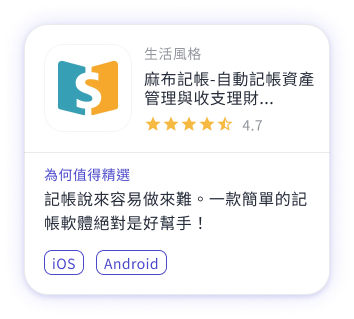 生活風格
麻布記帳-自動記帳資產
管理與收支理財...
4.7
為何值得精選
記帳說來容易做來難。一款簡單的記
帳軟體絕對是好幫手！
iOS
Android